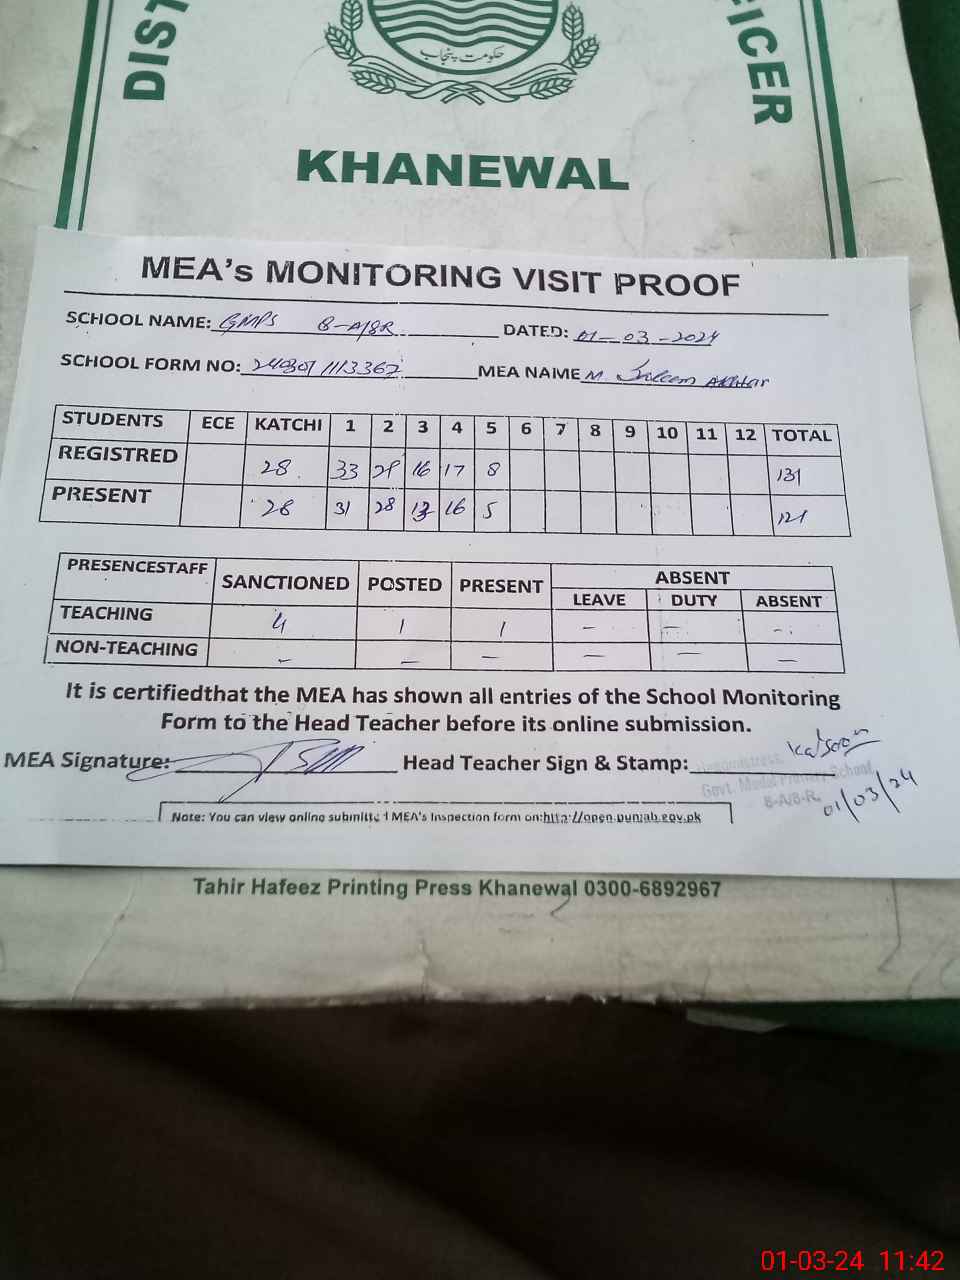 DIST
FICER
حکومت پنجاب
KHANEWAL
MEA's MONITORING VISIT PROOF
SCHOOL NAME: GMPS 8-A/8R DATED: 01-03-2024
SCHOOL FORM NO: MEA NAME M. Saleem Akhtar
STUDENTS ECE KATCHI 1 2 3 4 5 6 7 8 9 10 11 12 TOTAL
REGISTRED 28 33 29 16 17 8 131
PRESENT 28 31 28 13 16 5 121
PRESENCESTAFF SANCTIONED POSTED PRESENT ABSENT
LEAVE DUTY ABSENT
TEACHING 4 1 1 - - -
NON-TEACHING - - - - - -
It is certifiedthat the MEA has shown all entries of the School Monitoring
Form to the Head Teacher before its online submission.
MEA Signature: Head Teacher Sign & Stamp: Kalsoom
Headmistress
Govt. Model Primary School
8-A/8-R.
01/03/24
Note: You can view online submitted MEA's Inspection form on:http://open.punjab.gov.pk
Tahir Hafeez Printing Press Khanewal 0300-6892967
01-03-24 11:42